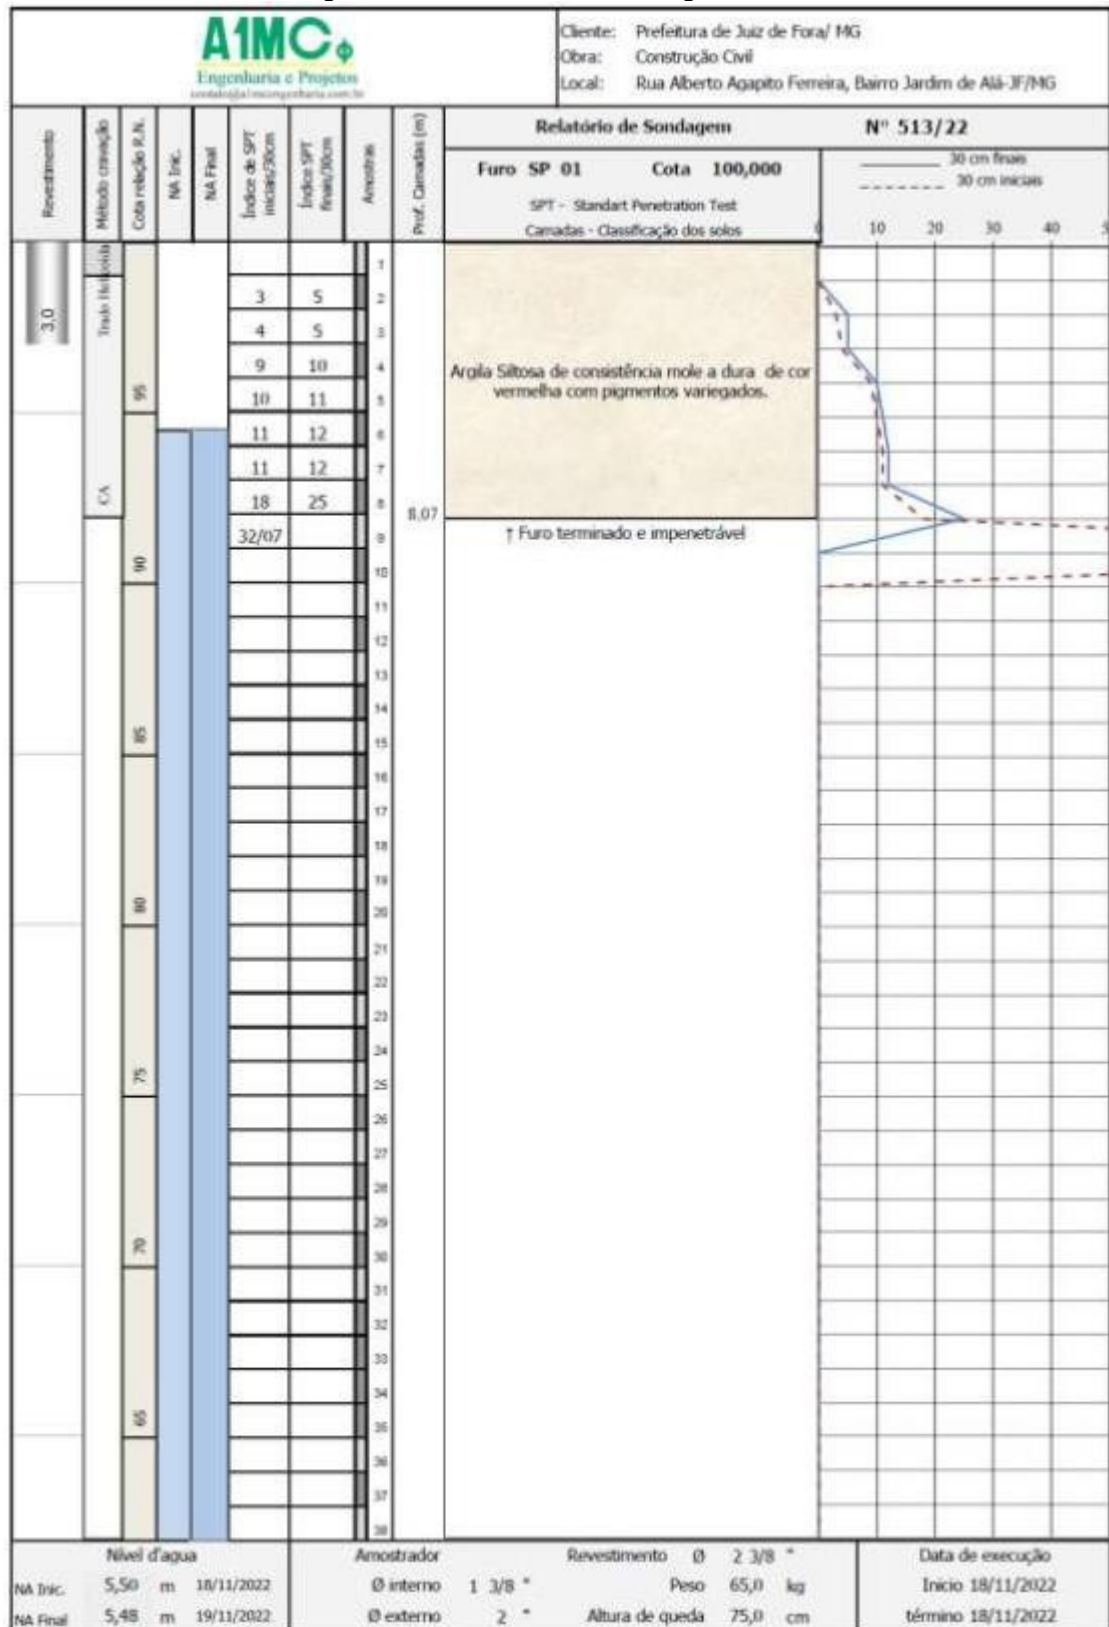 A1MC
Engenharia e Projetos
Cliente: Prefeitura de Juiz de Fora/ MG
Obra: Construção Civil
Local: Rua Alberto Agapito Ferreira, Bairro Jardim de Alá-JF/MG
Revestimento
Método cravação
Cota relação R.N.
NA Inic.
NA Final
Índice de SPT iniciais/30cm
Índice SPT finais/30cm
Amostras
Prof. Camadas (m)
Relatório de Sondagem Nº 513/22
Furo SP 01 Cota 100,000
SPT - Standart Penetration Test
Camadas - Classificação dos solos
30 cm finais
30 cm iniciais
0 10 20 30 40 5
3,0
Trado
CA
1
3 5 2
4 5 3
9 10 4
10 11 5
11 12 6
11 12 7
18 25 8
32/07 9
8,07
Argila Siltosa de consistência mole a dura de cor
vermelha com pigmentos variegados.
↑ Furo terminado e impenetrável
95
90
85
80
75
70
65
10
11
12
13
14
15
16
17
18
19
20
21
22
23
24
25
26
27
28
29
30
31
32
33
34
35
36
37
38
Nível d'agua
NA Inic. 5,50 m 18/11/2022
NA Final 5,48 m 19/11/2022
Amostrador
Ø interno 1 3/8 "
Ø externo 2 "
Revestimento Ø 2 3/8 "
Peso 65,0 kg
Altura de queda 75,0 cm
Data de execução
Início 18/11/2022
término 18/11/2022